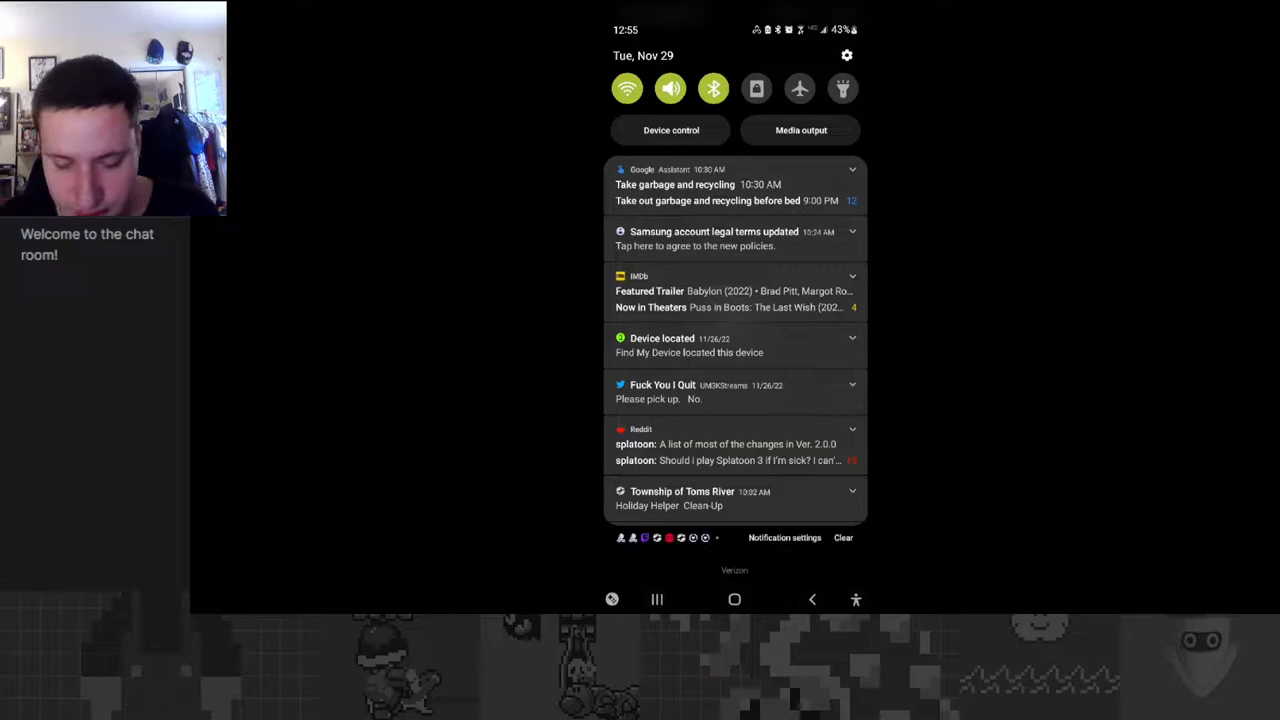 Welcome to the chat
room!
12:55
43%
Tue, Nov 29
Device control
Media output
Google Assistant 10:30 AM
Take garbage and recycling 10:30 AM
Take out garbage and recycling before bed 9:00 PM 12
Samsung account legal terms updated 10:24 AM
Tap here to agree to the new policies.
IMDb
Featured Trailer Babylon (2022) • Brad Pitt, Margot Ro...
Now in Theaters Puss in Boots: The Last Wish (202... 4
Device located 11/26/22
Find My Device located this device
Fuck You I Quit UM3KStreams 11/26/22
Please pick up. No.
Reddit
splatoon: A list of most of the changes in Ver. 2.0.0
splatoon: Should i play Splatoon 3 if I'm sick? I can'... 15
Township of Toms River 10:02 AM
Holiday Helper Clean-Up
Notification settings
Clear
Verizon